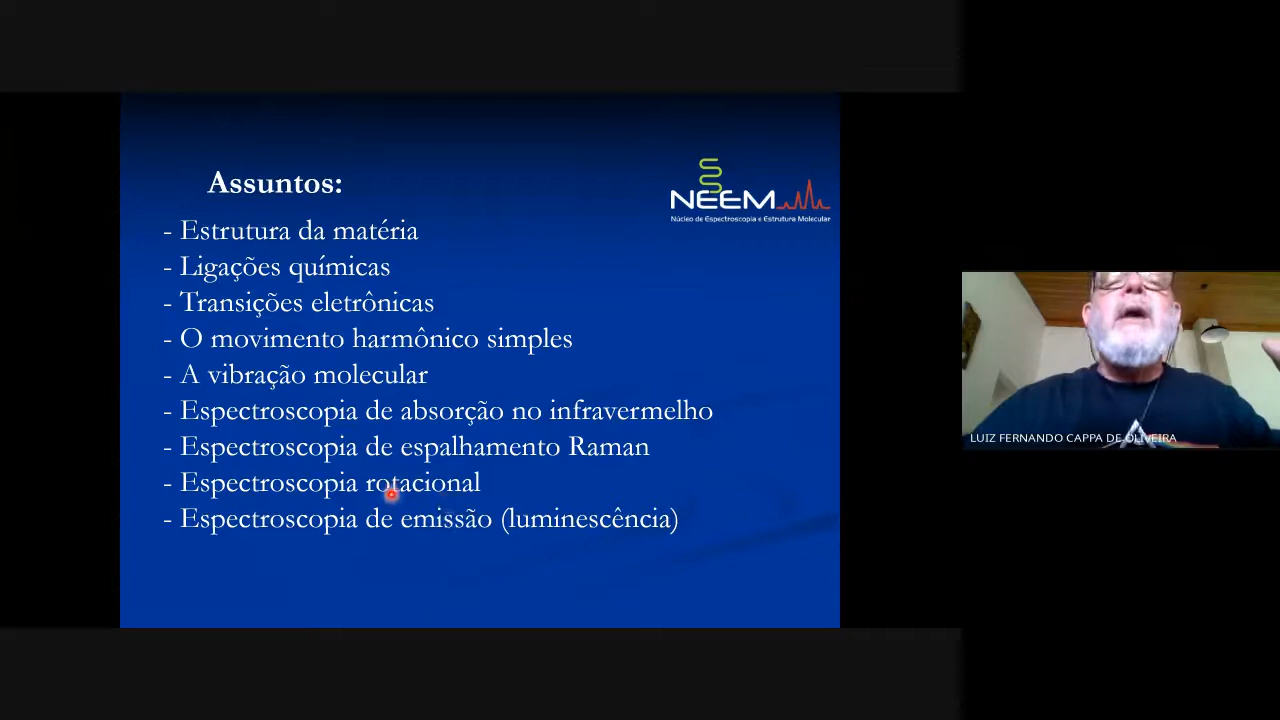 Assuntos:
NEEM
Núcleo de Espectroscopia e Estrutura Molecular
- Estrutura da matéria
- Ligações químicas
- Transições eletrônicas
- O movimento harmônico simples
- A vibração molecular
- Espectroscopia de absorção no infravermelho
- Espectroscopia de espalhamento Raman
- Espectroscopia rotacional
- Espectroscopia de emissão (luminescência)
LUIZ FERNANDO CAPPA DE OLIVEIRA